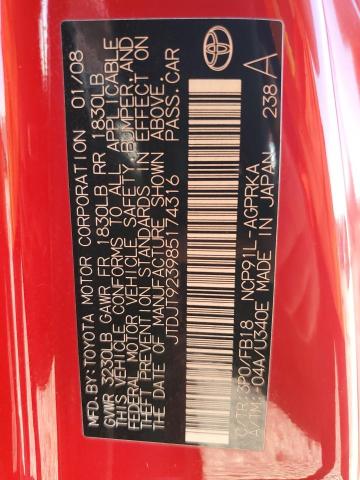 MFD.BY:TOYOTA MOTOR CORPORATION 01/08
GVWR 3230LB GAWR FR 1830LB RR 1830LB
THIS VEHICLE CONFORMS TO ALL APPLICABLE
FEDERAL MOTOR VEHICLE SAFETY, BUMPER, AND
THEFT PREVENTION STANDARDS IN EFFECT ON
THE DATE OF MANUFACTURE SHOWN ABOVE.
JTDJT923985174316 PASS.CAR
C/TR:3P0/FB18 NCP91L-AGPRKA
A/TM:-04A/U340E MADE IN JAPAN 238 A
TOYOTA